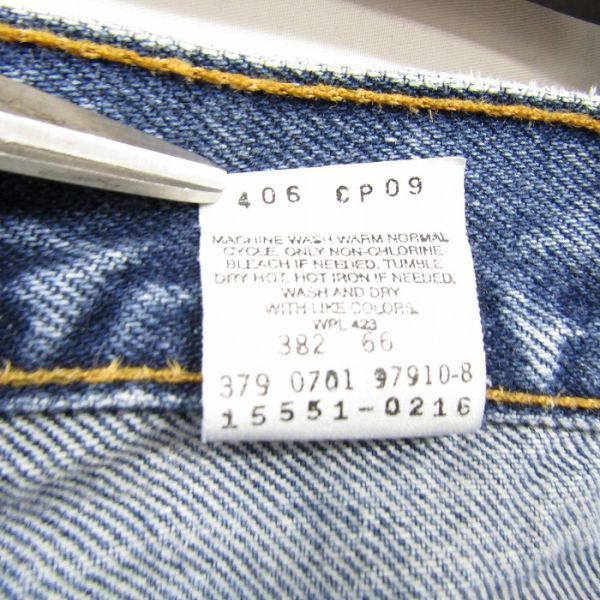 406 CP09
MACHINE WASH WARM NORMAL
CYCLE. ONLY NON-CHLORINE
BLEACH IF NEEDED. TUMBLE
DRY HOT. HOT IRON IF NEEDED.
WASH AND DRY
WITH LIKE COLORS.
WPL 423
382 66
379 0701 97910-8
15551-0216